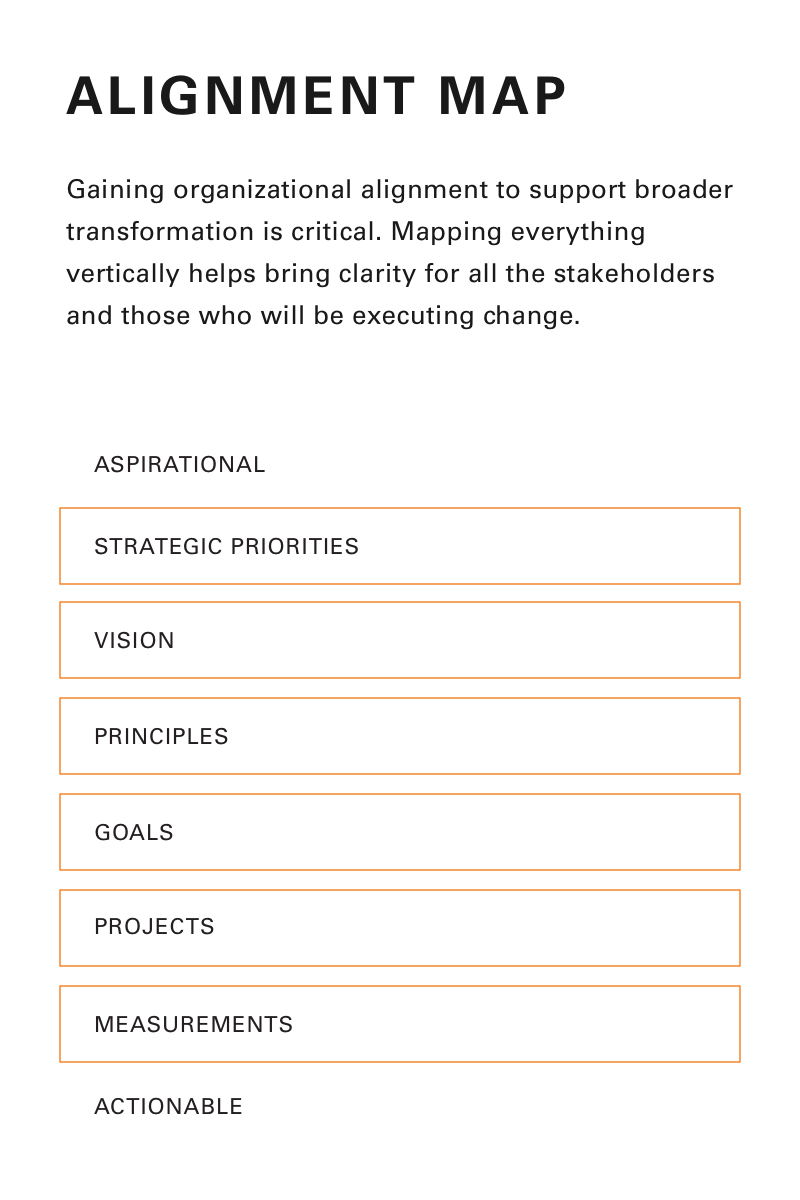 ALIGNMENT MAP
Gaining organizational alignment to support broader
transformation is critical. Mapping everything
vertically helps bring clarity for all the stakeholders
and those who will be executing change.
ASPIRATIONAL
STRATEGIC PRIORITIES
VISION
PRINCIPLES
GOALS
PROJECTS
MEASUREMENTS
ACTIONABLE